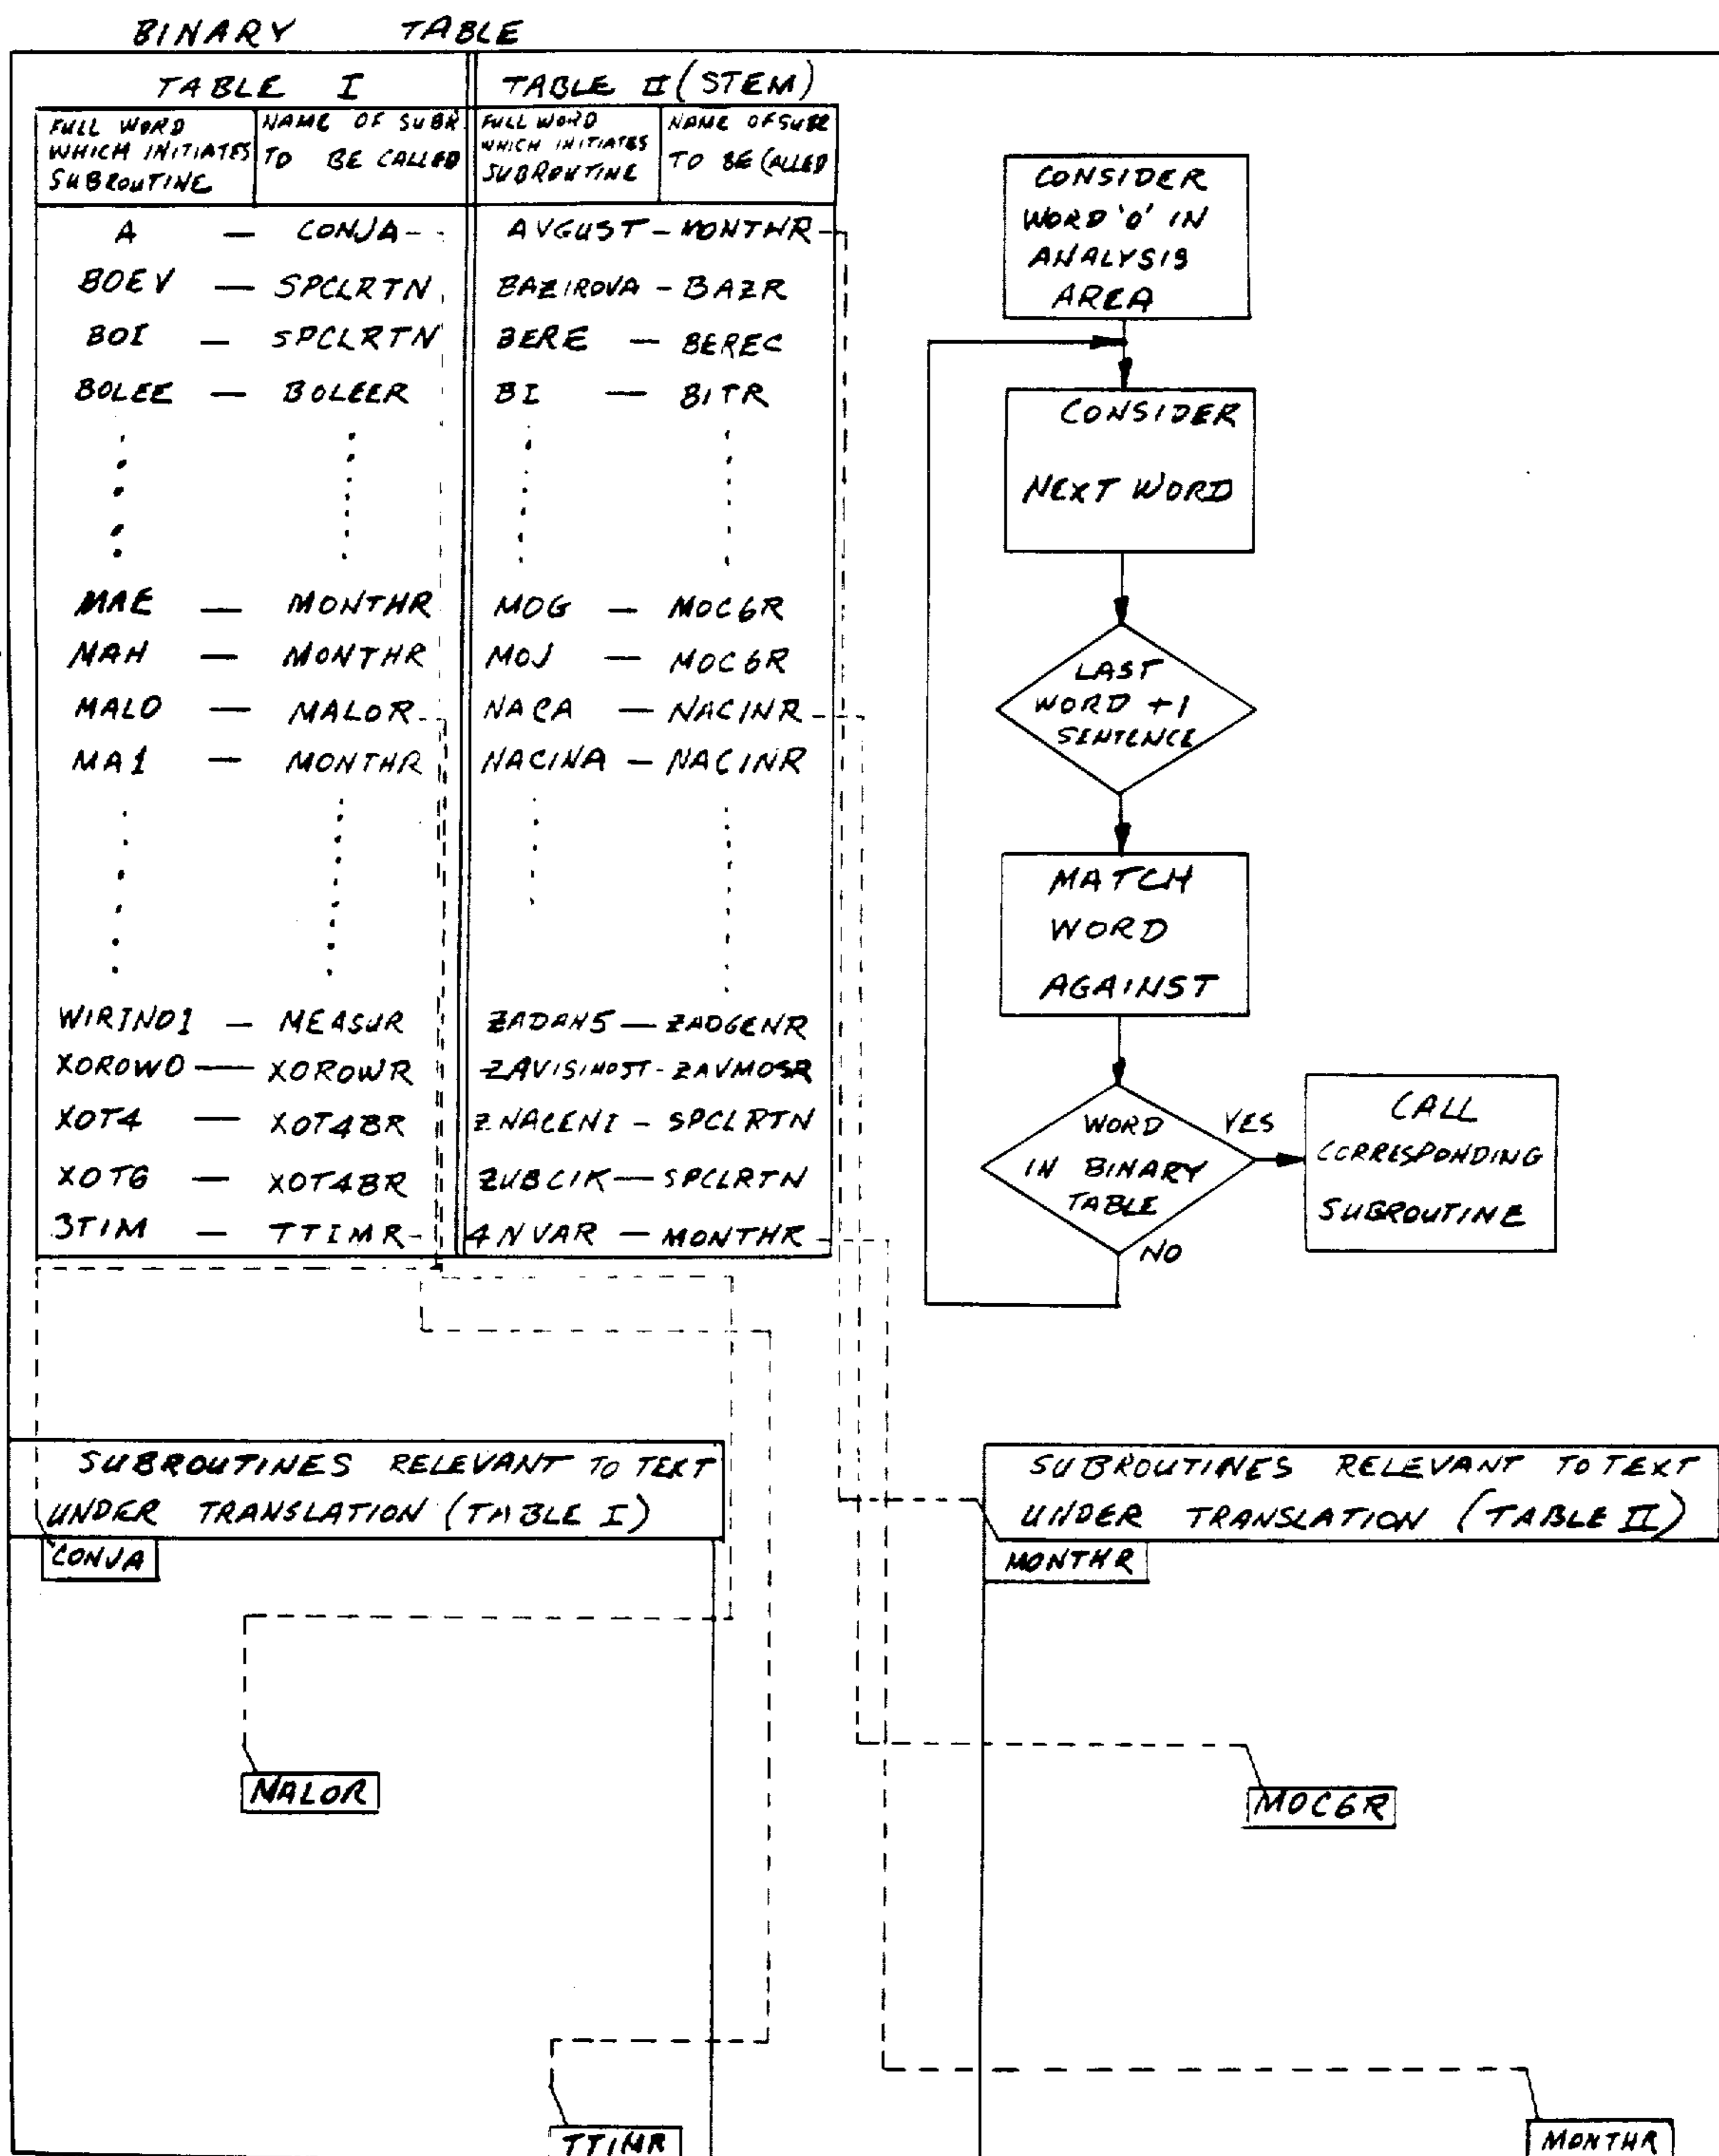 BINARY TABLE
TABLE I
TABLE II (STEM)
FULL WORD
WHICH INITIATES
SUBROUTINE
NAME OF SUBR
TO BE CALLED
FULL WORD
WHICH INITIATES
SUBROUTINE
NAME OF SUBR
TO BE CALLED
A — CONJA
BOEV — SPCLRTN
BOI — SPCLRTN
BOLEE — BOLEER
MAE — MONTHR
MAH — MONTHR
MALO — MALOR
MA1 — MONTHR
WIRINOI — MEASUR
XOROWO — XOROWR
XOT4 — XOT4BR
XOT6 — XOT4BR
3TIM — TTIMR
AVGUST — MONTHR
BAZIROVA — BAZR
BERE — BEREC
BI — BITR
MOG — MOC6R
MOJ — MOC6R
NACA — NACINR
NACINA — NACINR
ZADAN5 — ZADGENR
ZAVISIMOST — ZAVMOSR
ZNACENI — SPCLRTN
ZUBCIK — SPCLRTN
4NVAR — MONTHR
CONSIDER
WORD 'O' IN
ANALYSIS
AREA
CONSIDER
NEXT WORD
LAST
WORD +1
SENTENCE
MATCH
WORD
AGAINST
WORD
IN BINARY
TABLE
YES
NO
CALL
CORRESPONDING
SUBROUTINE
SUBROUTINES RELEVANT TO TEXT
UNDER TRANSLATION (TABLE I)
CONJA
MALOR
TTIMR
SUBROUTINES RELEVANT TO TEXT
UNDER TRANSLATION (TABLE II)
MONTHR
MOC6R
MONTHR